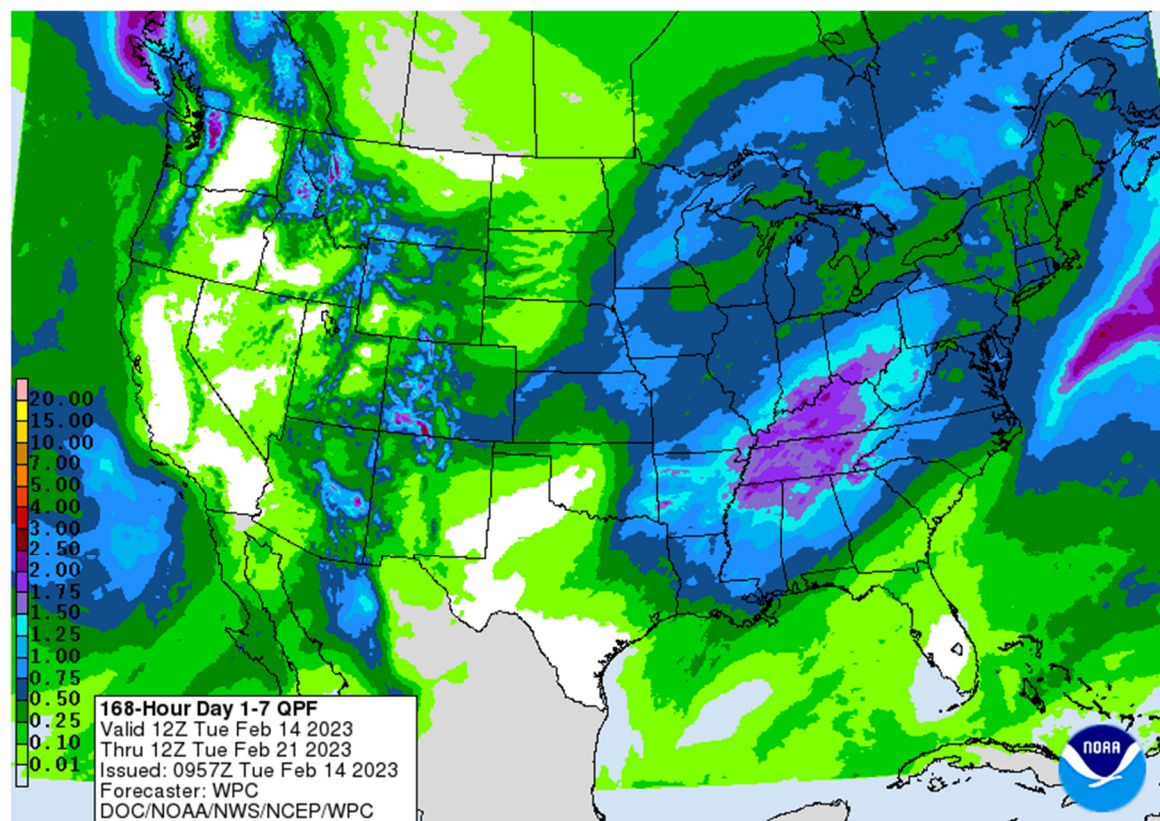 20.00
15.00
10.00
7.00
5.00
4.00
3.00
2.50
2.00
1.75
1.50
1.25
1.00
0.75
0.50
0.25
0.10
0.01
168-Hour Day 1-7 QPF
Valid 12Z Tue Feb 14 2023
Thru 12Z Tue Feb 21 2023
Issued: 0957Z Tue Feb 14 2023
Forecaster: WPC
DOC/NOAA/NWS/NCEP/WPC
NOAA